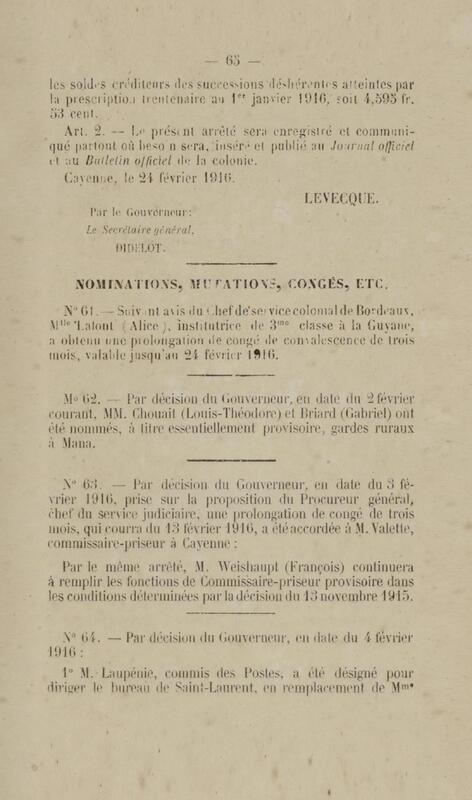 — 65 —
les soldes créditeurs des successions déshérentes atteintes par
la prescription trentenaire au 1er janvier 1916, soit 4,595 fr.
53 cent.
Art. 2. — Le présent arrêté sera enregistré et communi-
qué partout où beso n sera, inséré et publié au Journal officiel
et au Bulletin officiel de la colonie.
Cayenne, le 24 février 1916.
LEVECQUE.
Par le Gouverneur:
Le Secrétaire général,
DIDELOT.
NOMINATIONS, MUTATIONS, CONGÉS, ETC.
N° 61. — Suivant avis du Chef de service colonial de Bordeaux,
Mlle Lafont (Alice), institutrice de 3me classe à la Guyane,
a obtenu une prolongation de congé de convalescence de trois
mois, valable jusqu'au 24 février 1916.
N° 62. — Par décision du Gouverneur, en date du 2 février
courant, MM. Chouait (Louis-Théodore) et Briard (Gabriel) ont
été nommés, à titre essentiellement provisoire, gardes ruraux
à Mana.
N° 63. — Par décision du Gouverneur, en date du 3 fé-
vrier 1916, prise sur la proposition du Procureur général,
chef du service judiciaire, une prolongation de congé de trois
mois, qui courra du 13 février 1916, a été accordée à M. Valette,
commissaire-priseur à Cayenne :
Par le même arrêté, M. Weishaupt (François) continuera
à remplir les fonctions de Commissaire-priseur provisoire dans
les conditions déterminées par la décision du 13 novembre 1915.
N° 64. — Par décision du Gouverneur, en date du 4 février
1916 :
1° M. Laupénie, commis des Postes, a été désigné pour
diriger le bureau de Saint-Laurent, en remplacement de Mme